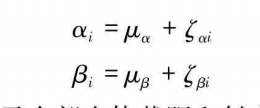 α_i = μ_α + ζ_αi
β_i = μ_β + ζ_βi